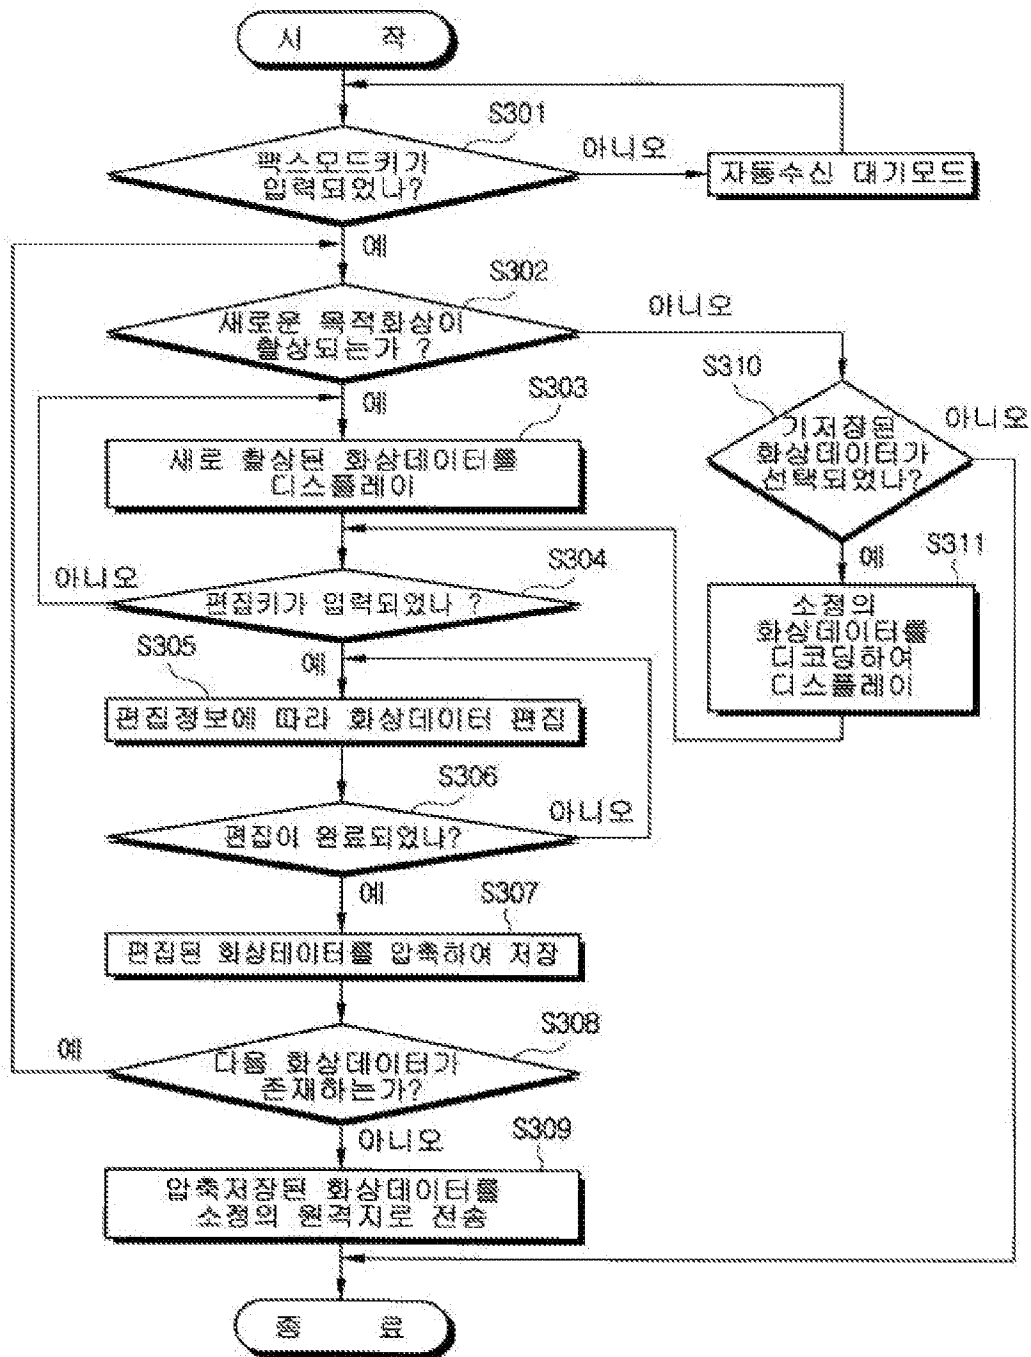 시 작
S301
팩스모드키가
입력되었나?
아니오
자동수신 대기모드
예
S302
새로운 목적화상이
촬상되는가 ?
아니오
예
S303
새로 촬상된 화상데이터를
디스플레이
S310
기저장된
화상데이터가
선택되었나?
아니오
예
S311
소정의
화상데이터를
디코딩하여
디스플레이
S304
편집키가 입력되었나 ?
아니오
예
S305
편집정보에 따라 화상데이터 편집
S306
편집이 완료되었나?
아니오
예
S307
편집된 화상테이터를 압축하여 저장
S308
다음 화상데이터가
존재하는가?
예
아니오
S309
압축저장된 화상데이터를
소정의 원격지로 전송
종 료